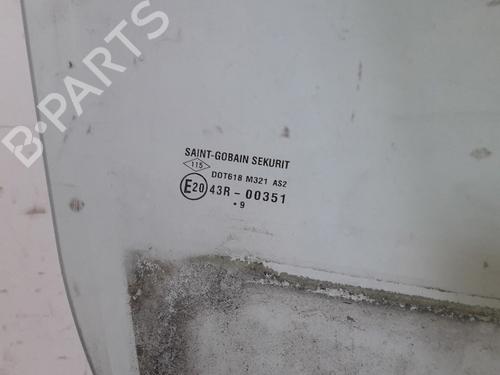 B-PARTS
SAINT-GOBAIN SEKURIT
115
DOT618 M321 AS2
E20 43R - 00351
• 9